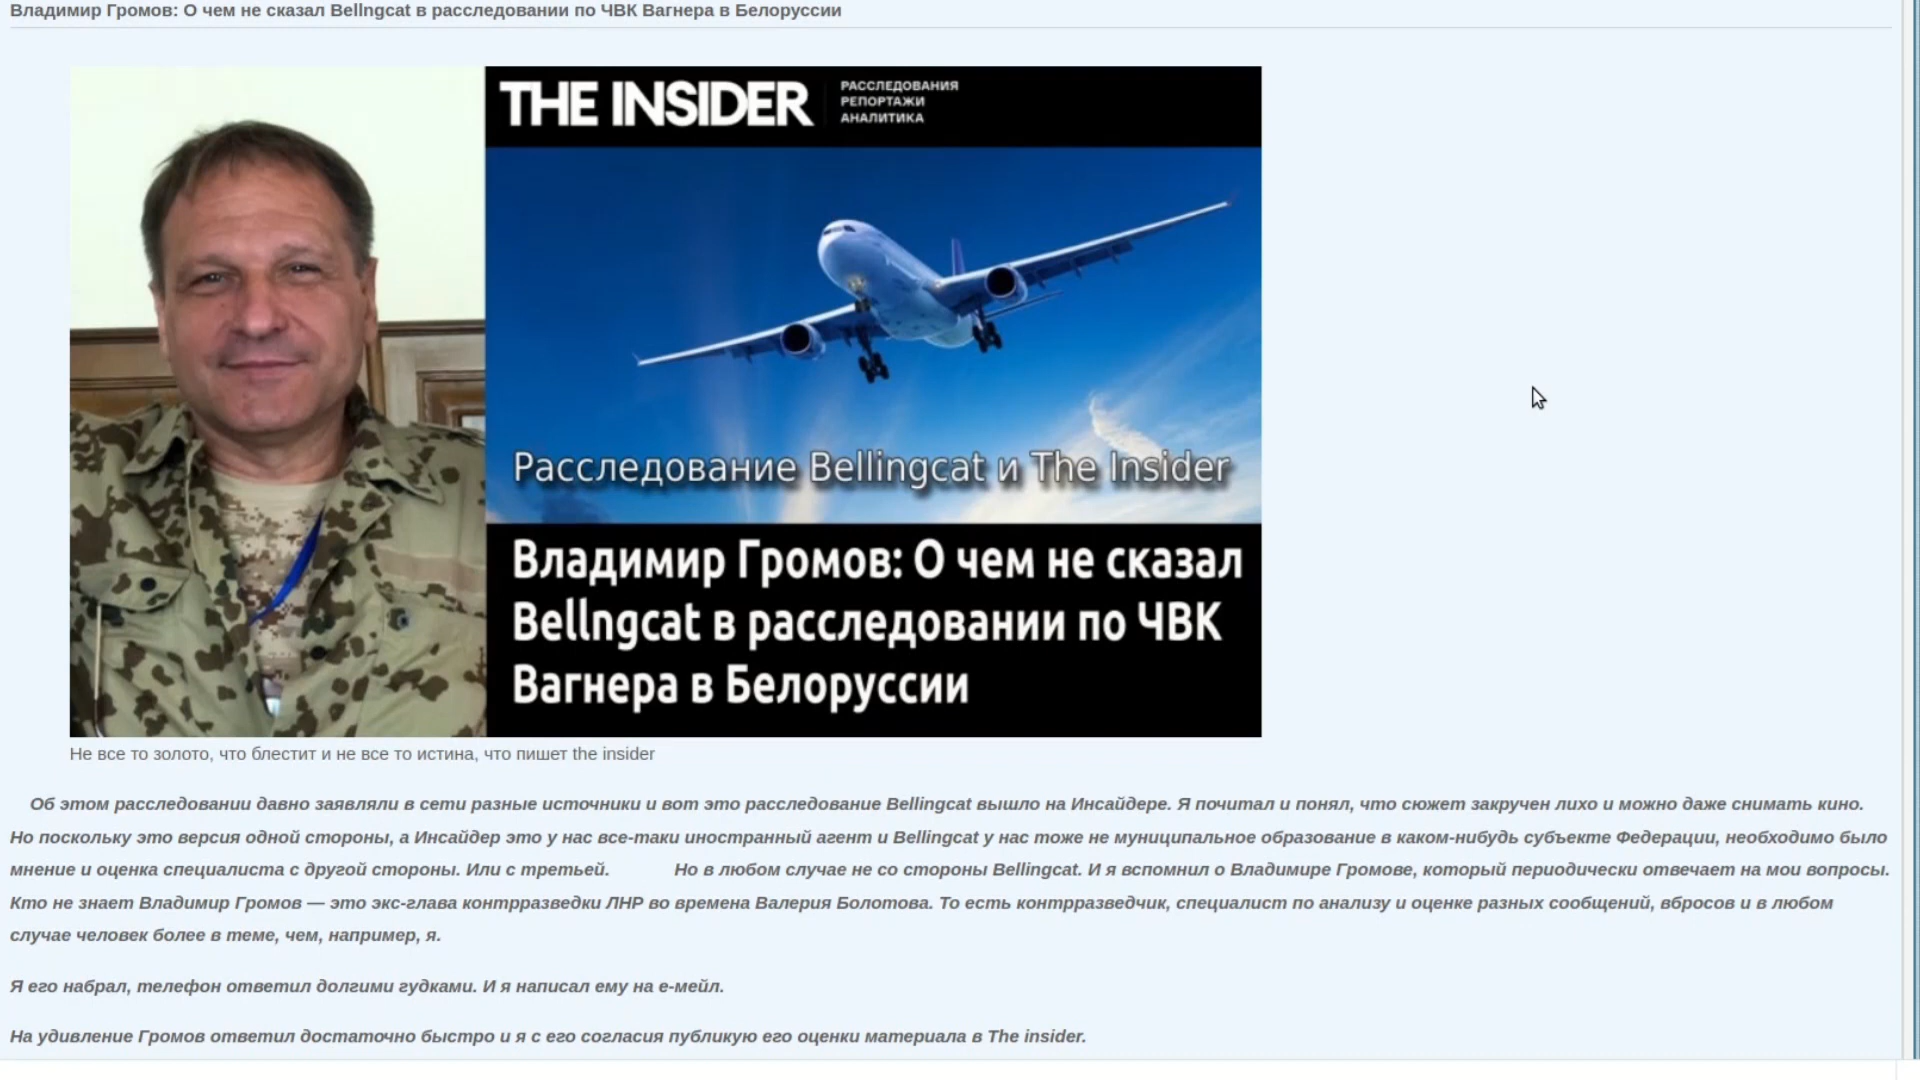 Владимир Громов: О чем не сказал Bellngcat в расследовании по ЧВК Вагнера в Белоруссии
THE INSIDER
РАССЛЕДОВАНИЯ
РЕПОРТАЖИ
АНАЛИТИКА
Расследование Bellingcat и The Insider
Владимир Громов: О чем не сказал
Bellngcat в расследовании по ЧВК
Вагнера в Белоруссии
Не все то золото, что блестит и не все то истина, что пишет the insider
Об этом расследовании давно заявляли в сети разные источники и вот это расследование Bellingcat вышло на Инсайдере. Я почитал и понял, что сюжет закручен лихо и можно даже снимать кино.
Но поскольку это версия одной стороны, а Инсайдер это у нас все-таки иностранный агент и Bellingcat у нас тоже не муниципальное образование в каком-нибудь субъекте Федерации, необходимо было
мнение и оценка специалиста с другой стороны. Или с третьей. Но в любом случае не со стороны Bellingcat. И я вспомнил о Владимире Громове, который периодически отвечает на мои вопросы.
Кто не знает Владимир Громов — это экс-глава контрразведки ЛНР во времена Валерия Болотова. То есть контрразведчик, специалист по анализу и оценке разных сообщений, вбросов и в любом
случае человек более в теме, чем, например, я.
Я его набрал, телефон ответил долгими гудками. И я написал ему на е-мейл.
На удивление Громов ответил достаточно быстро и я с его согласия публикую его оценки материала в The insider.